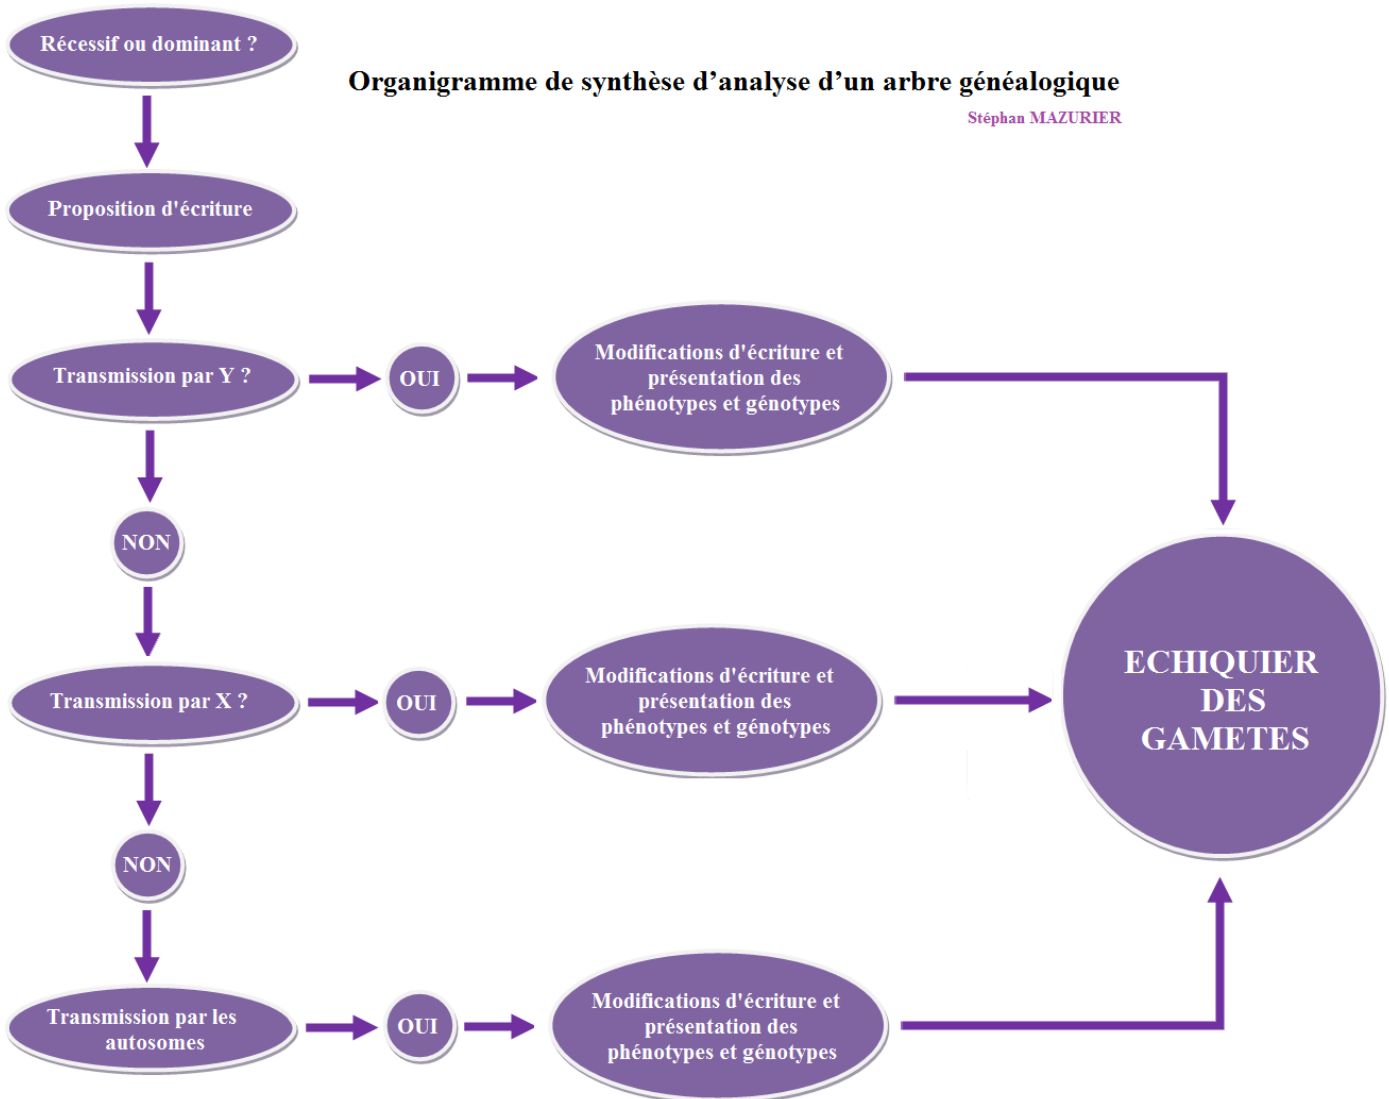 Récessif ou dominant ?
Organigramme de synthèse d’analyse d’un arbre généalogique
Stéphan MAZURIER
Proposition d'écriture
Transmission par Y ?
OUI
Modifications d'écriture et
présentation des
phénotypes et génotypes
NON
Transmission par X ?
OUI
Modifications d'écriture et
présentation des
phénotypes et génotypes
ECHIQUIER
DES
GAMETES
NON
Transmission par les
autosomes
OUI
Modifications d'écriture et
présentation des
phénotypes et génotypes